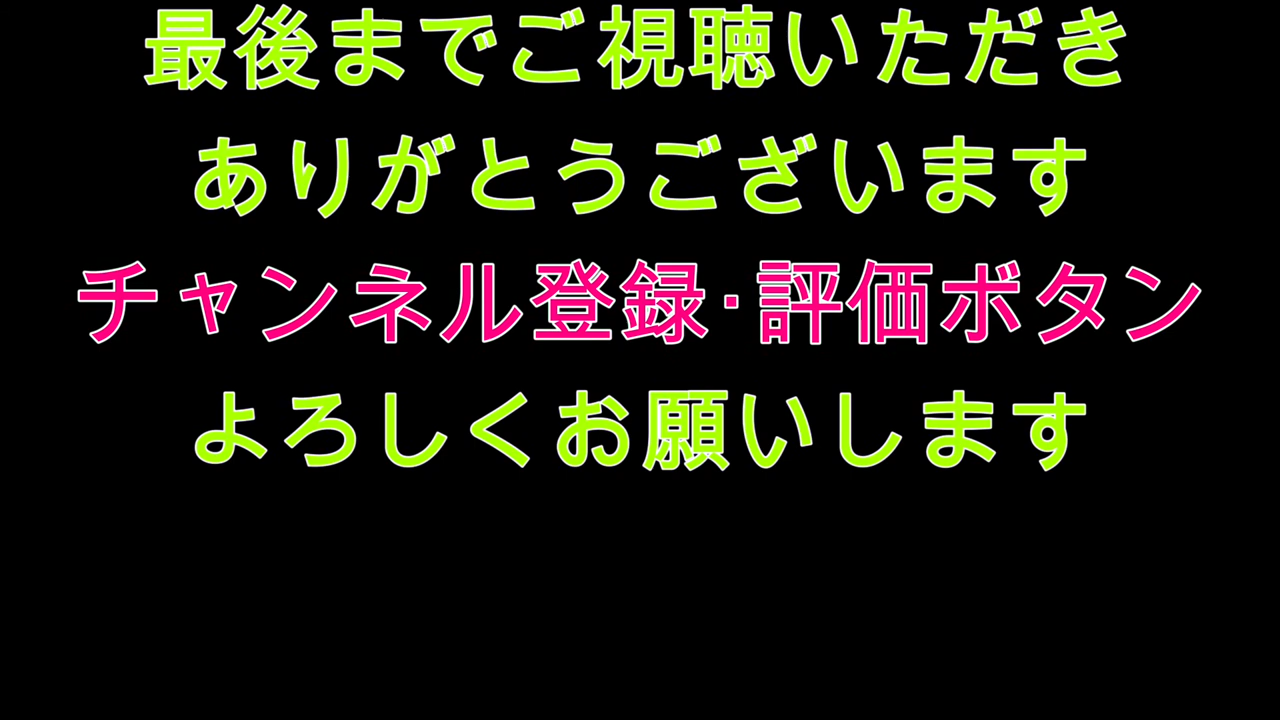 最後までご視聴いただき
ありがとうございます
チャンネル登録・評価ボタン
よろしくお願いします